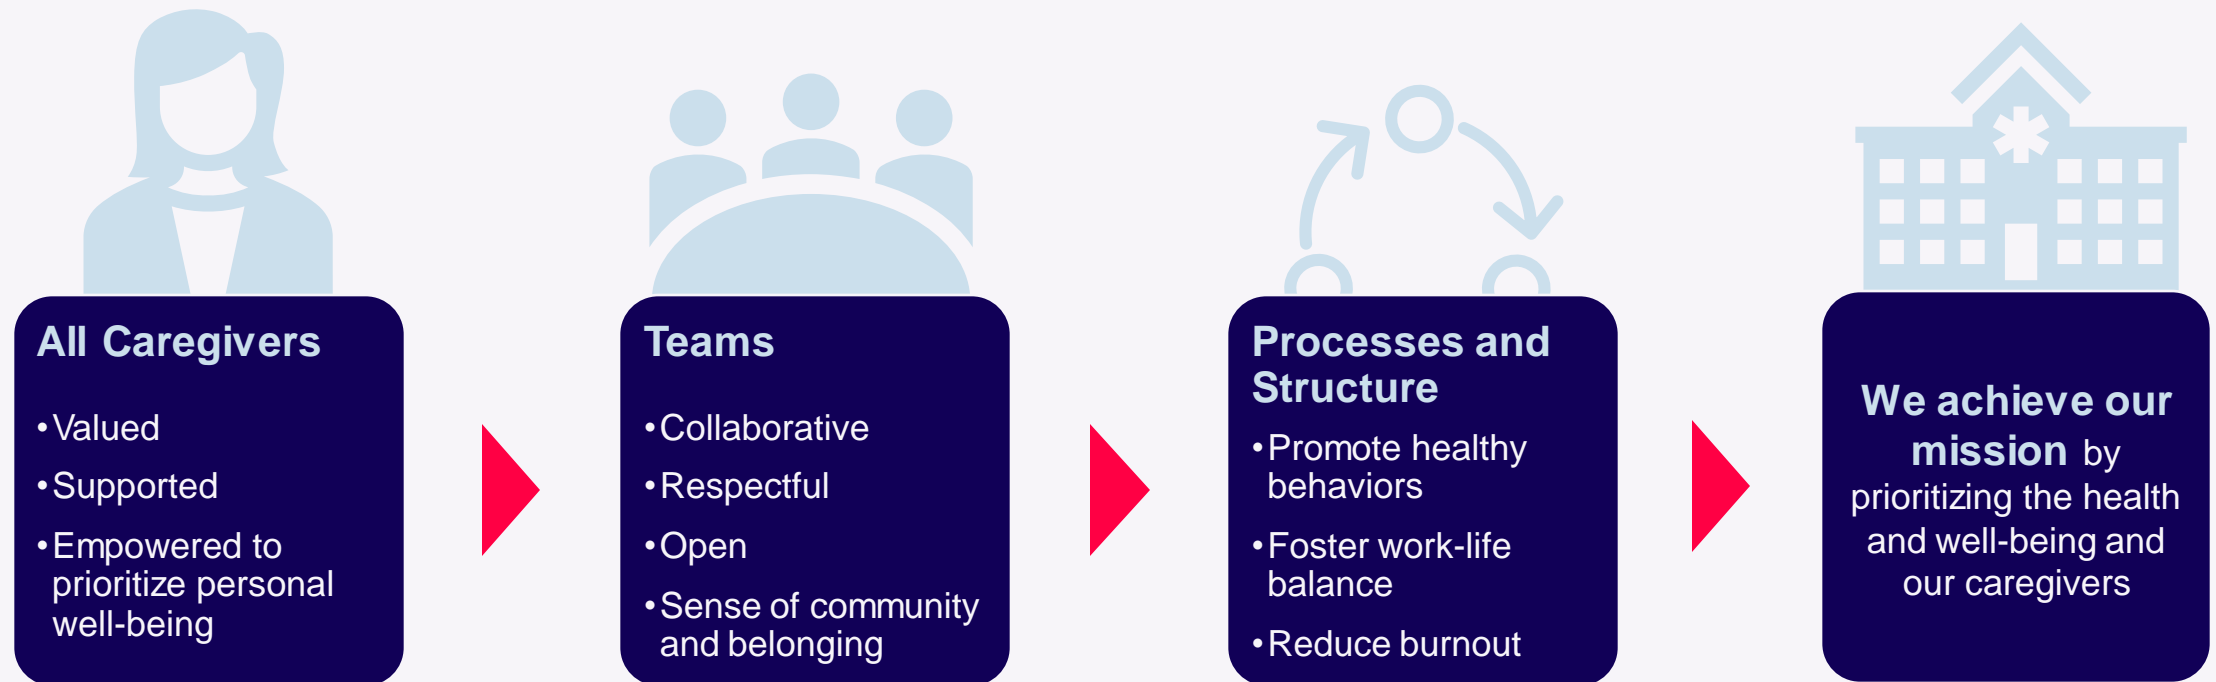 All Caregivers
•Valued
•Supported
•Empowered to
prioritize personal
well-being
Teams
•Collaborative
•Respectful
•Open
•Sense of community
and belonging
Processes and
Structure
•Promote healthy
behaviors
•Foster work-life
balance
•Reduce burnout
We achieve our
mission by
prioritizing the health
and well-being and
our caregivers